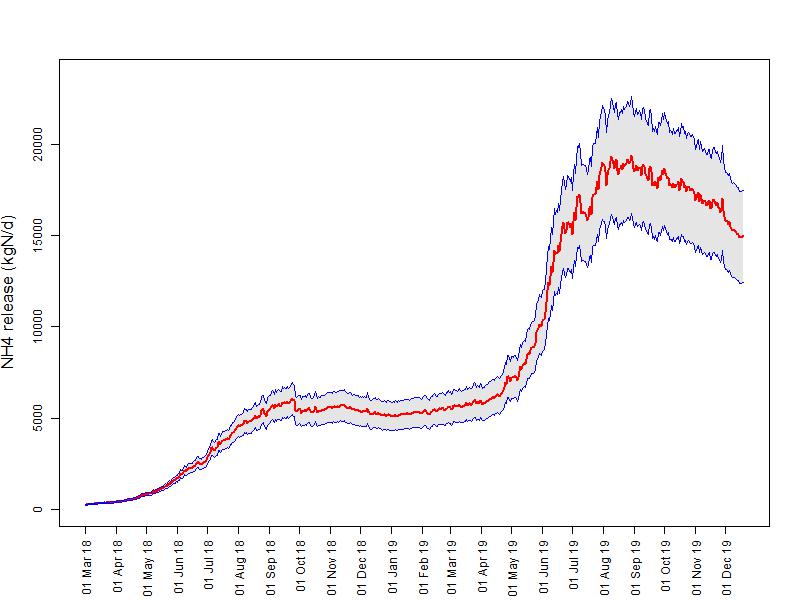 NH4 release (kgN/d)
20000
15000
10000
5000
0
01 Mar 18
01 Apr 18
01 May 18
01 Jun 18
01 Jul 18
01 Aug 18
01 Sep 18
01 Oct 18
01 Nov 18
01 Dec 18
01 Jan 19
01 Feb 19
01 Mar 19
01 Apr 19
01 May 19
01 Jun 19
01 Jul 19
01 Aug 19
01 Sep 19
01 Oct 19
01 Nov 19
01 Dec 19